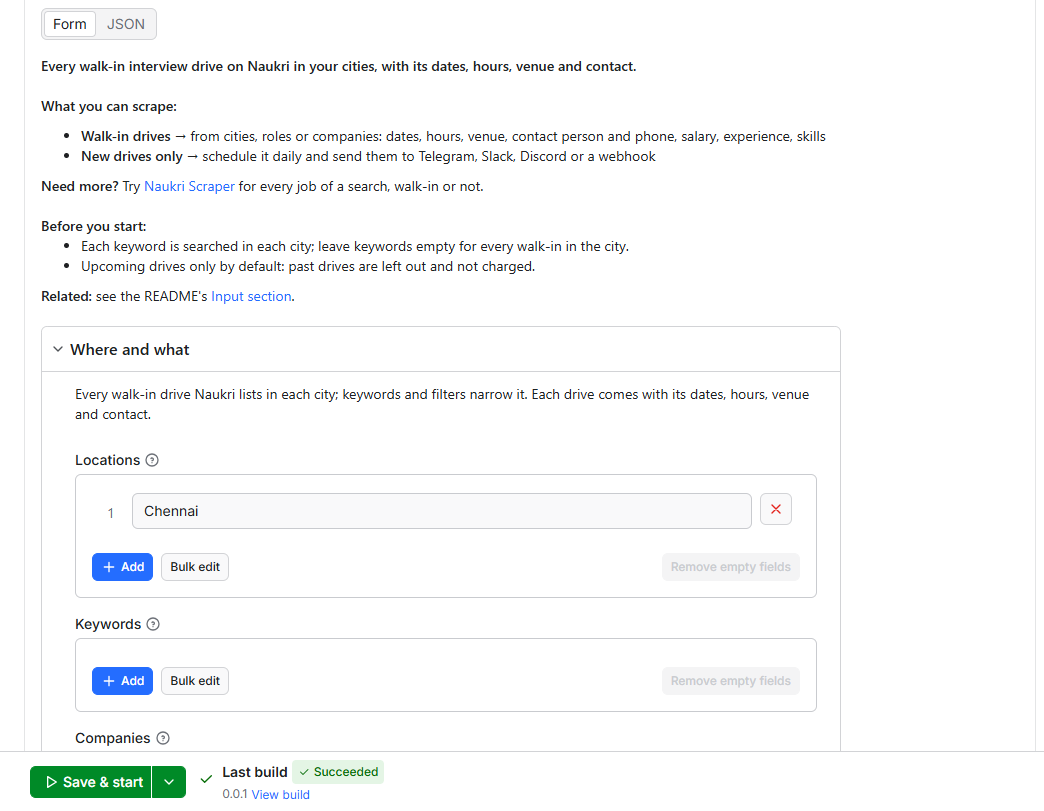 Form JSON
Every walk-in interview drive on Naukri in your cities, with its dates, hours, venue and contact.
What you can scrape:
• Walk-in drives → from cities, roles or companies: dates, hours, venue, contact person and phone, salary, experience, skills
• New drives only → schedule it daily and send them to Telegram, Slack, Discord or a webhook
Need more? Try Naukri Scraper for every job of a search, walk-in or not.
Before you start:
• Each keyword is searched in each city; leave keywords empty for every walk-in in the city.
• Upcoming drives only by default: past drives are left out and not charged.
Related: see the README's Input section.
Where and what
Every walk-in drive Naukri lists in each city; keywords and filters narrow it. Each drive comes with its dates, hours, venue
and contact.
Locations
1 Chennai
+ Add Bulk edit Remove empty fields
Keywords
+ Add Bulk edit Remove empty fields
Companies
Save & start Last build Succeeded
0.0.1 View build